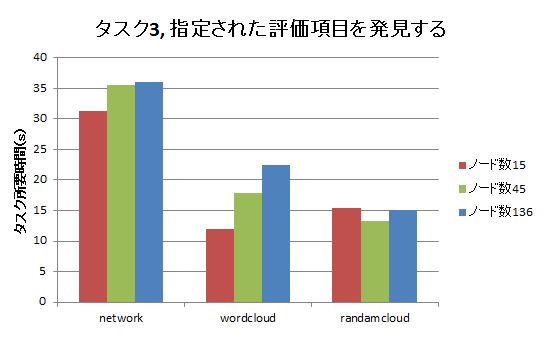 タスク3, 指定された評価項目を発見する
タスク所要時間(s)
40
35
30
25
20
15
10
5
0
network
wordcloud
randamcloud
ノード数15
ノード数45
ノード数136